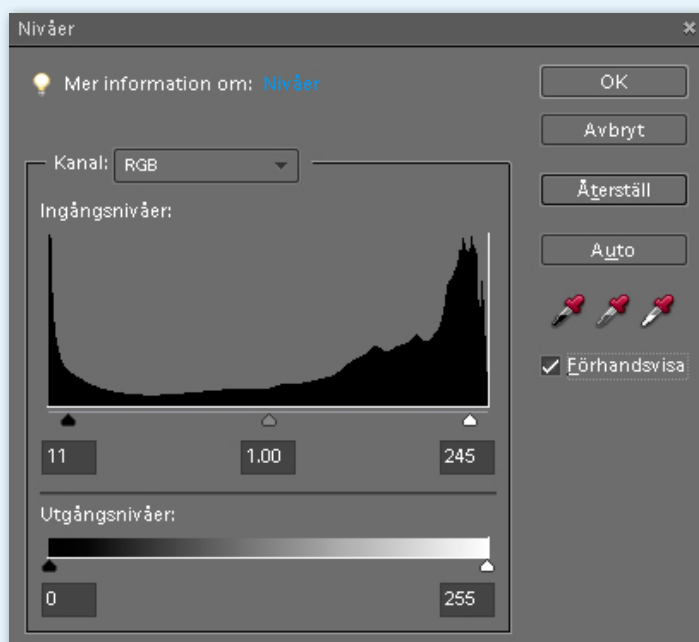 Nivåer
Mer information om: Nivåer
OK
Avbryt
Återställ
Auto
Förhandsvisa
Kanal: RGB
Ingångsnivåer:
11 1.00 245
Utgångsnivåer:
0 255